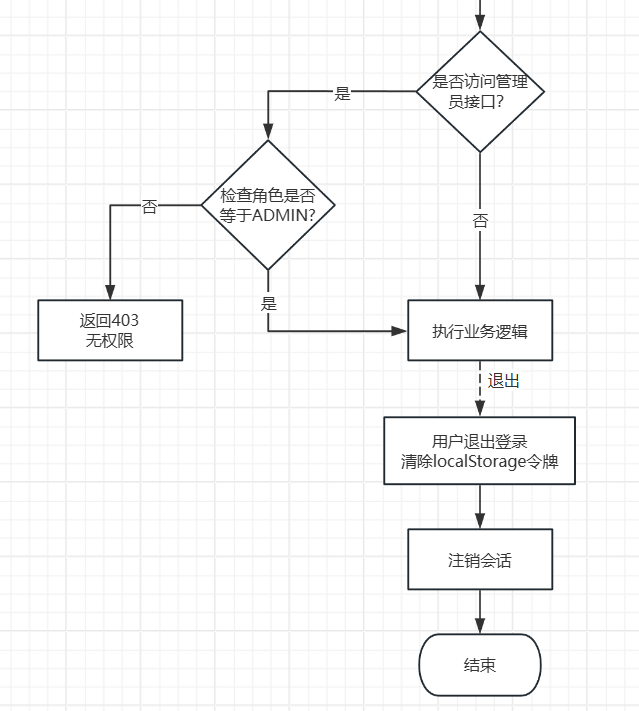 是否访问管理
员接口?
是
检查角色是否
等于ADMIN?
否
否
是
返回403
无权限
执行业务逻辑
退出
用户退出登录
清除localStorage令牌
注销会话
结束